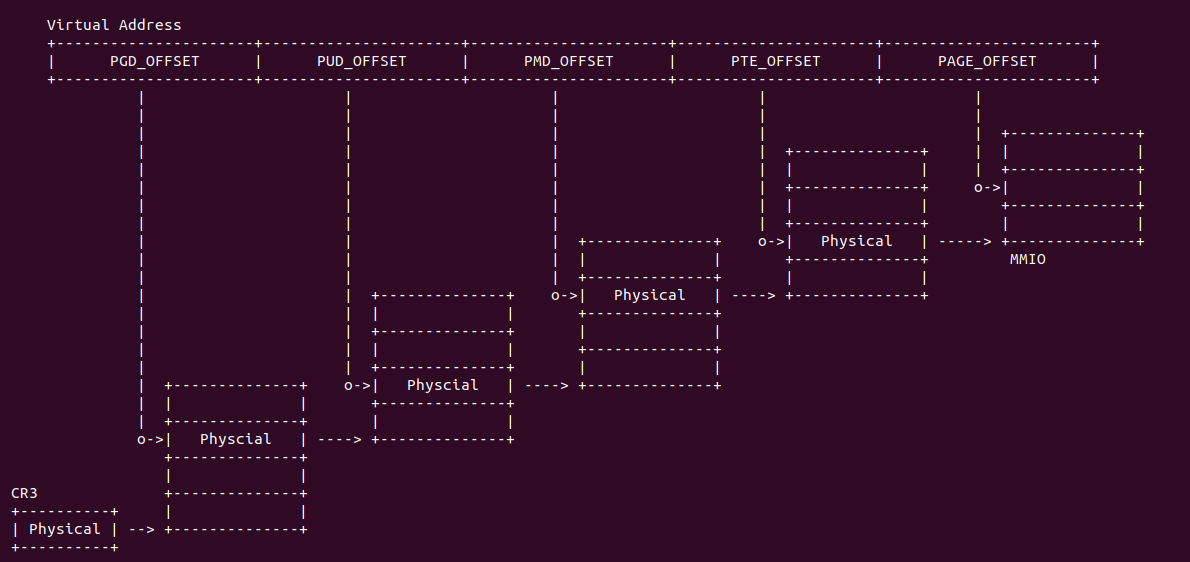 Virtual Address
PGD_OFFSET PUD_OFFSET PMD_OFFSET PTE_OFFSET PAGE_OFFSET
Physical
MMIO
Physical
Physcial
Physcial
CR3
Physical